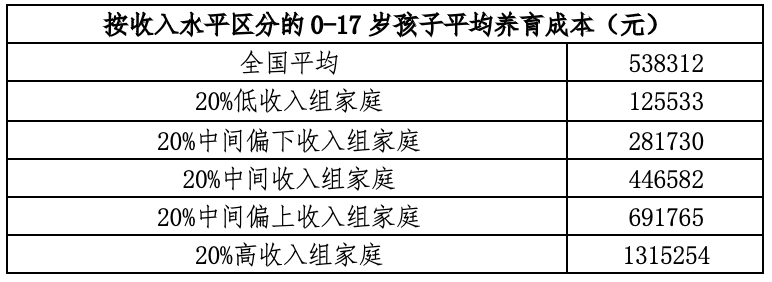 按收入水平区分的0-17岁孩子平均养育成本（元）
全国平均 538312
20%低收入组家庭 125533
20%中间偏下收入组家庭 281730
20%中间收入组家庭 446582
20%中间偏上收入组家庭 691765
20%高收入组家庭 1315254